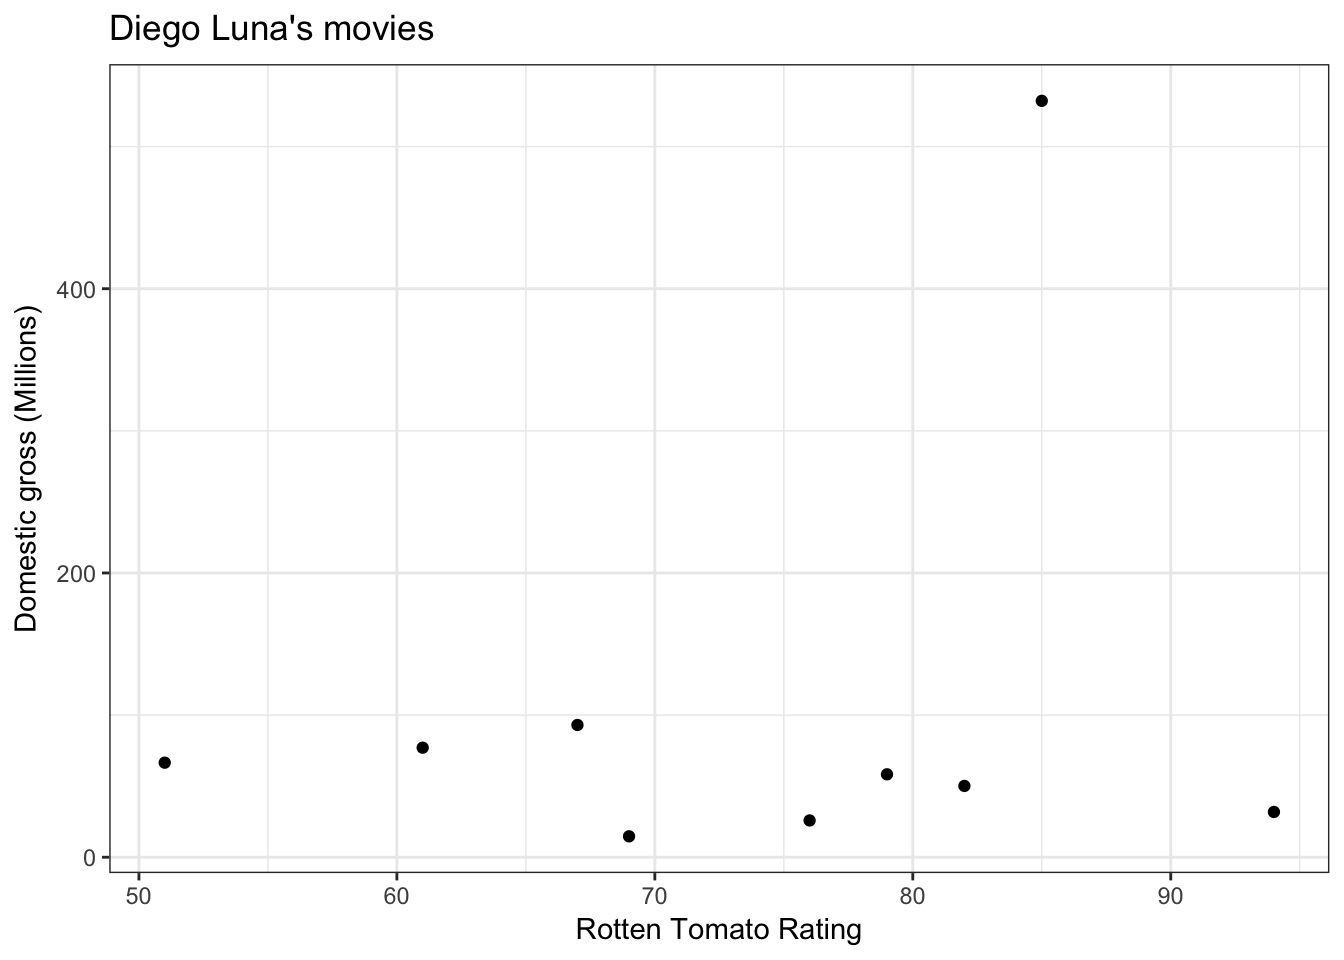 Diego Luna's movies
Domestic gross (Millions)
400
200
0
50 60 70 80 90
Rotten Tomato Rating